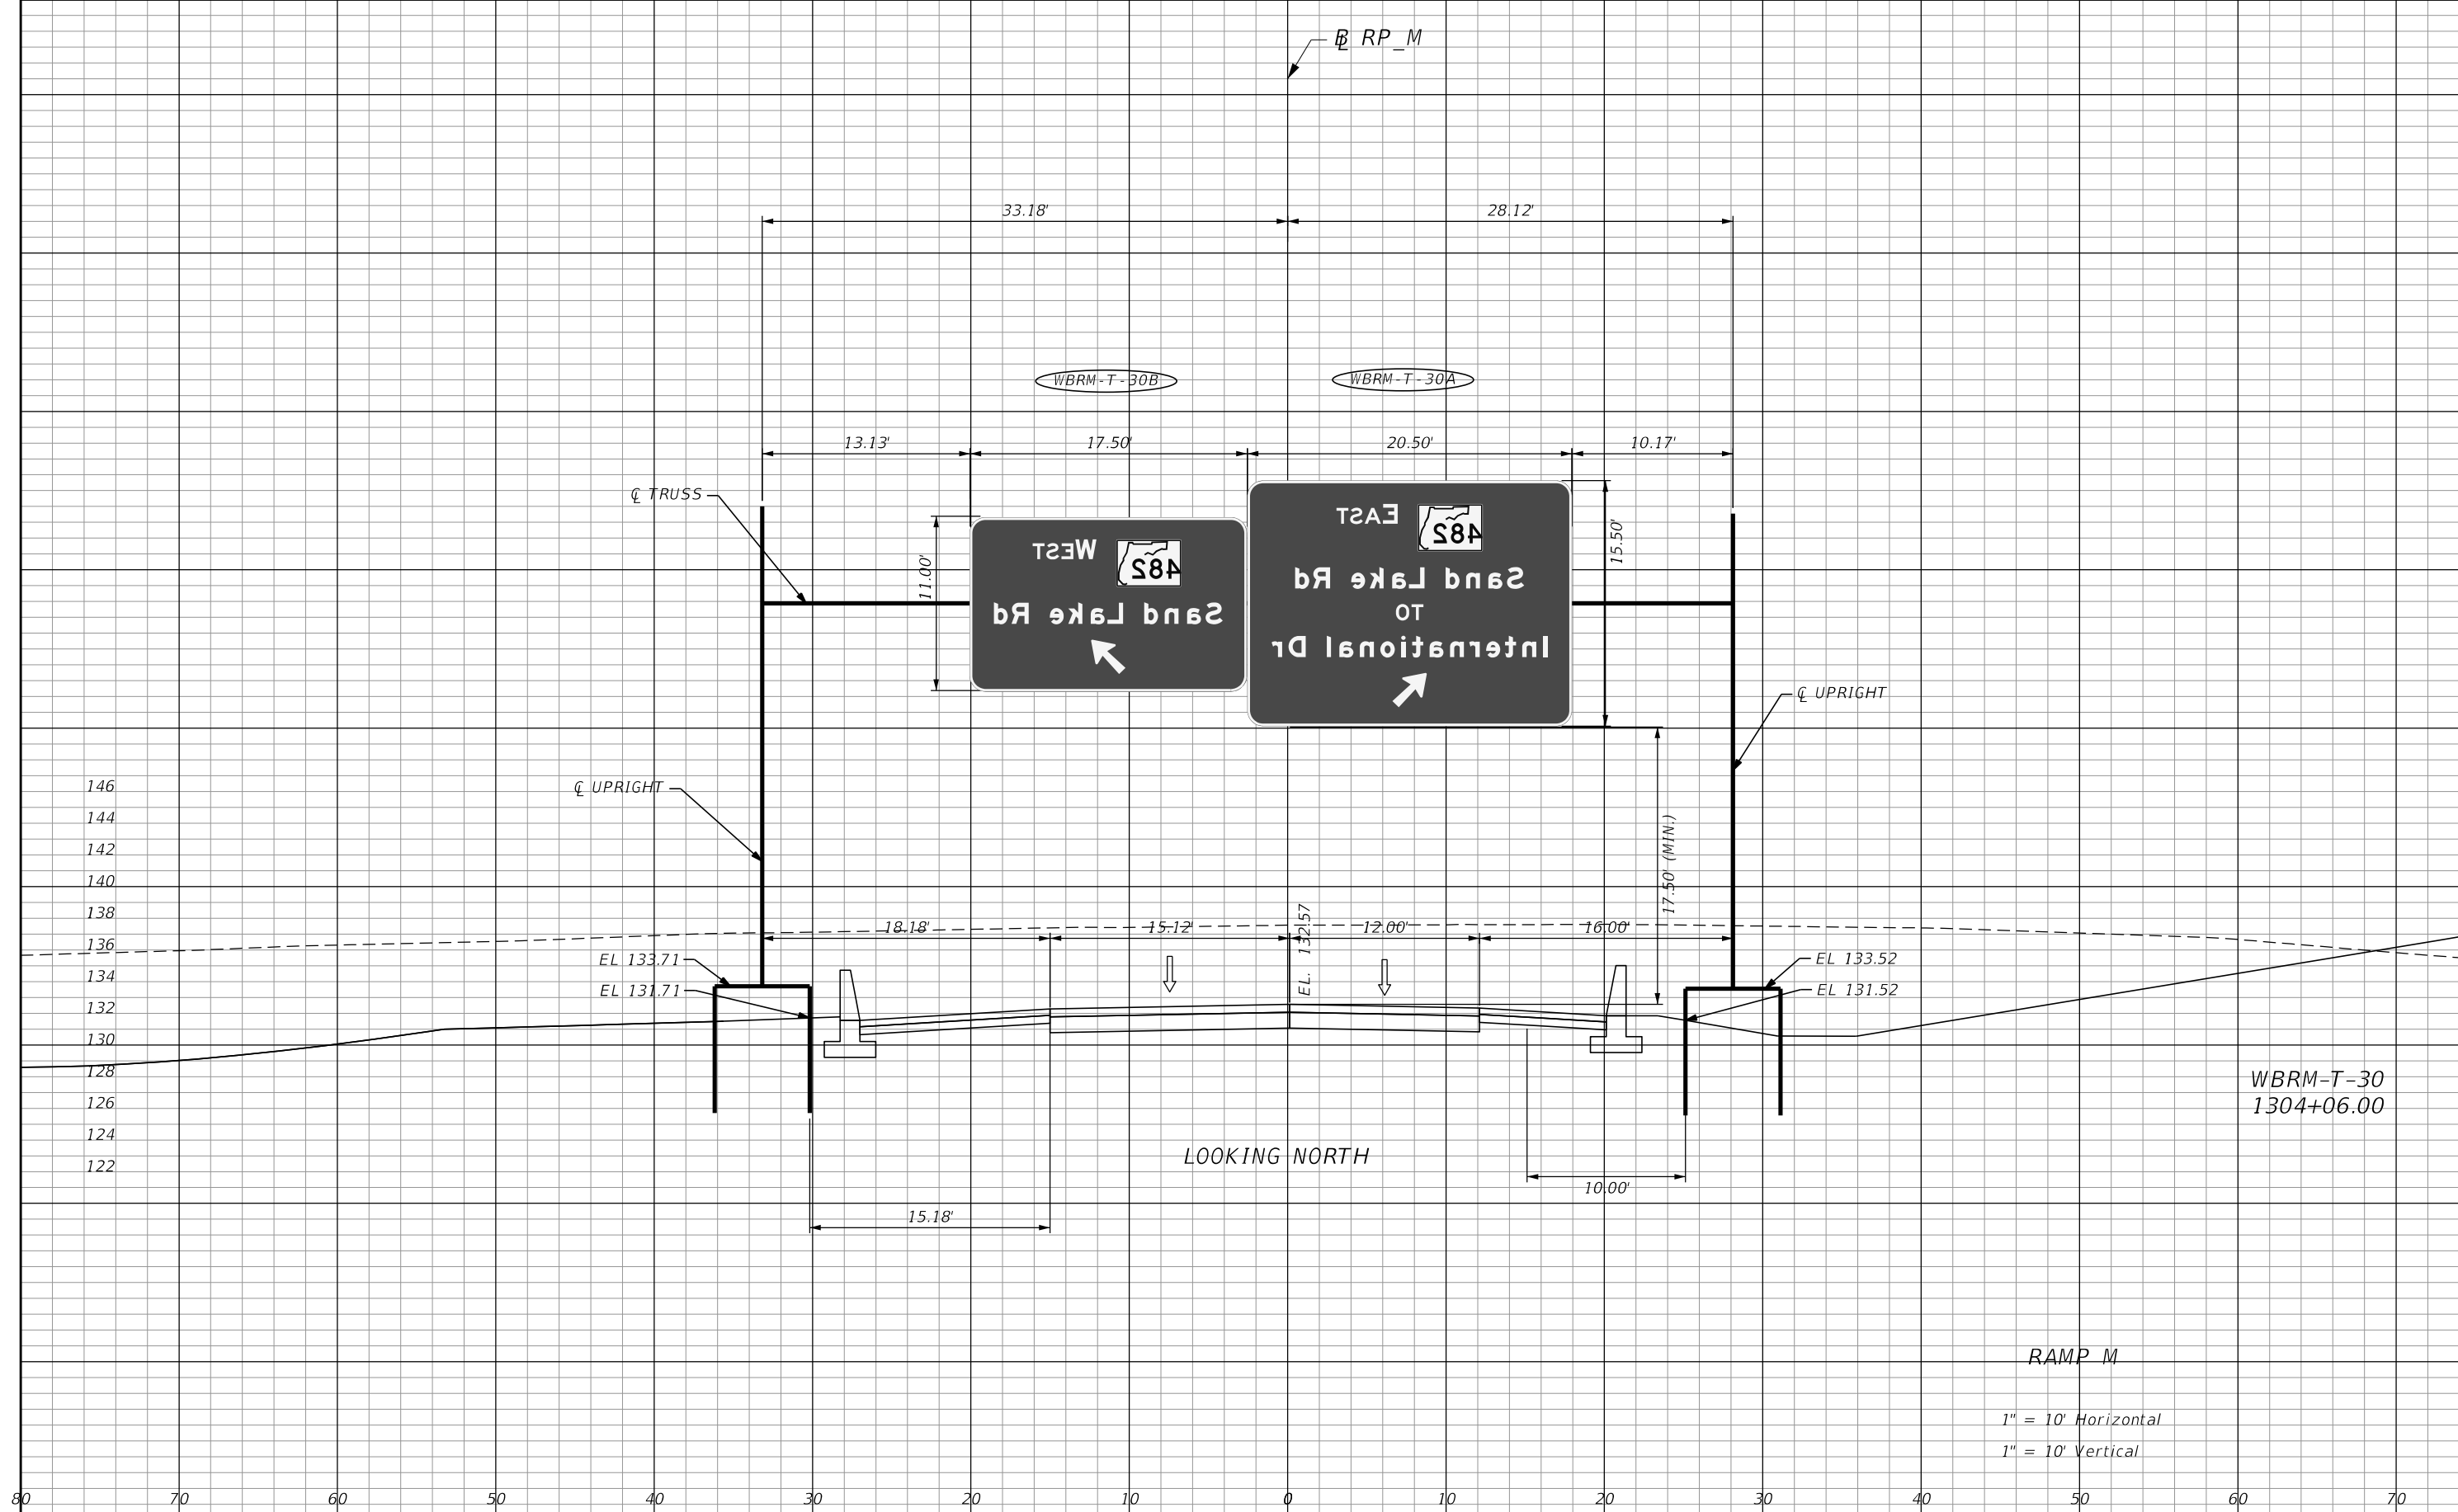 ℄ B RP_M
33.18'
28.12'
WBRM-T-30B
WBRM-T-30A
13.13'
17.50'
20.50'
10.17'
℄ TRUSS
11.00'
WEST
482
Sand Lake Rd
EAST
482
Sand Lake Rd
TO
International Dr
15.50'
℄ UPRIGHT
℄ UPRIGHT
17.50' (MIN.)
146
144
142
140
138
136
134
132
130
128
126
124
122
18.18'
15.12'
EL. 132.57
12.00'
16.00'
EL 133.71
EL 131.71
EL 133.52
EL 131.52
WBRM-T-30
1304+06.00
LOOKING NORTH
10.00'
15.18'
RAMP M
1" = 10' Horizontal
1" = 10' Vertical
80 70 60 50 40 30 20 10 0 10 20 30 40 50 60 70